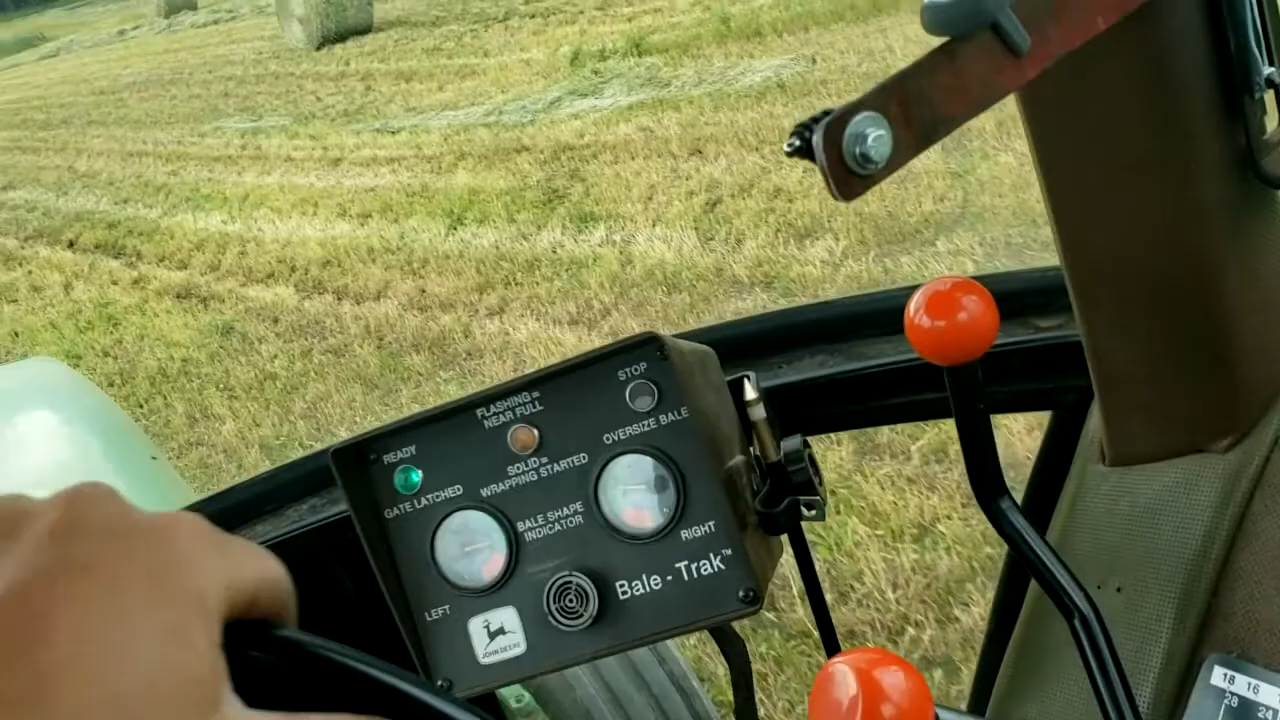 STOP
FLASHING=
NEAR FULL
READY
OVERSIZE BALE
SOLID=
WRAPPING STARTED
GATE LATCHED
BALE SHAPE
INDICATOR
RIGHT
LEFT
Bale-Trak™
JOHN DEERE
18 16
28 24